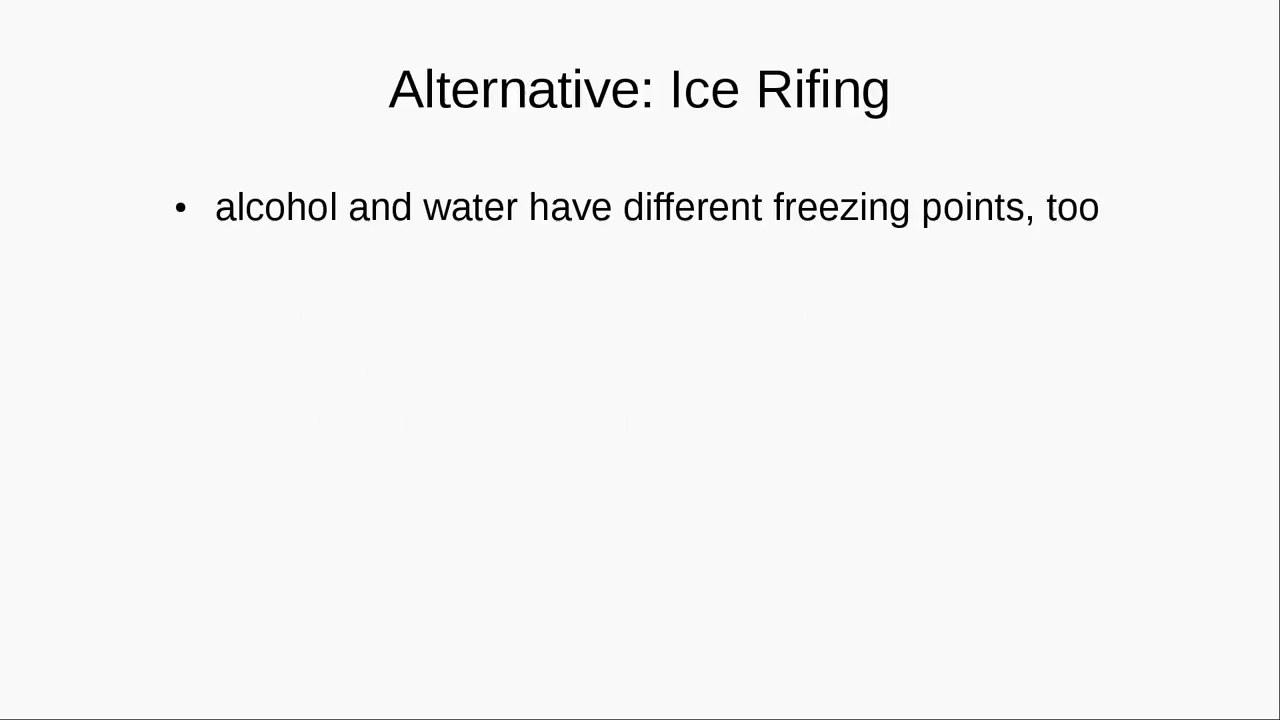 Alternative: Ice Rifing
• alcohol and water have different freezing points, too